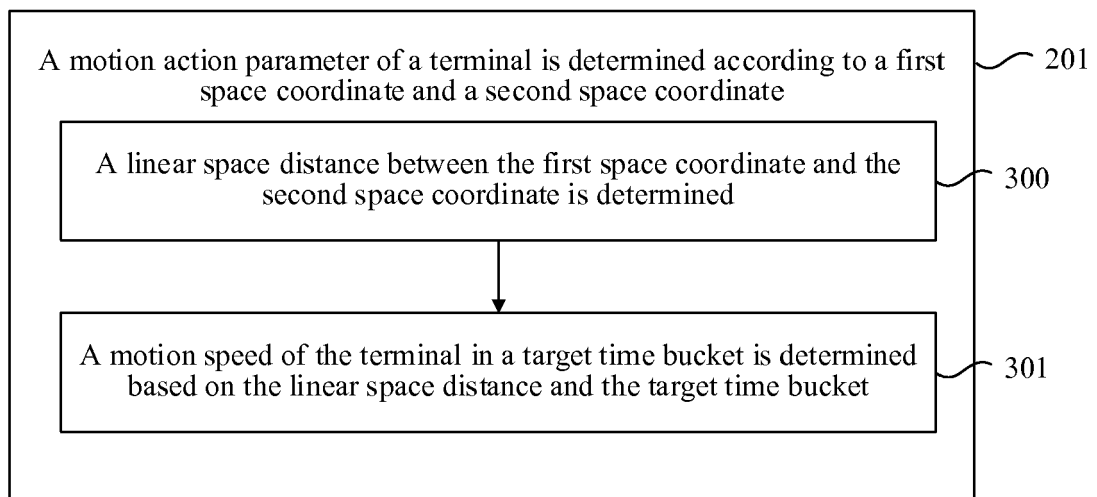 A motion action parameter of a terminal is determined according to a first
space coordinate and a second space coordinate
201
A linear space distance between the first space coordinate and the
second space coordinate is determined
300
A motion speed of the terminal in a target time bucket is determined
based on the linear space distance and the target time bucket
301